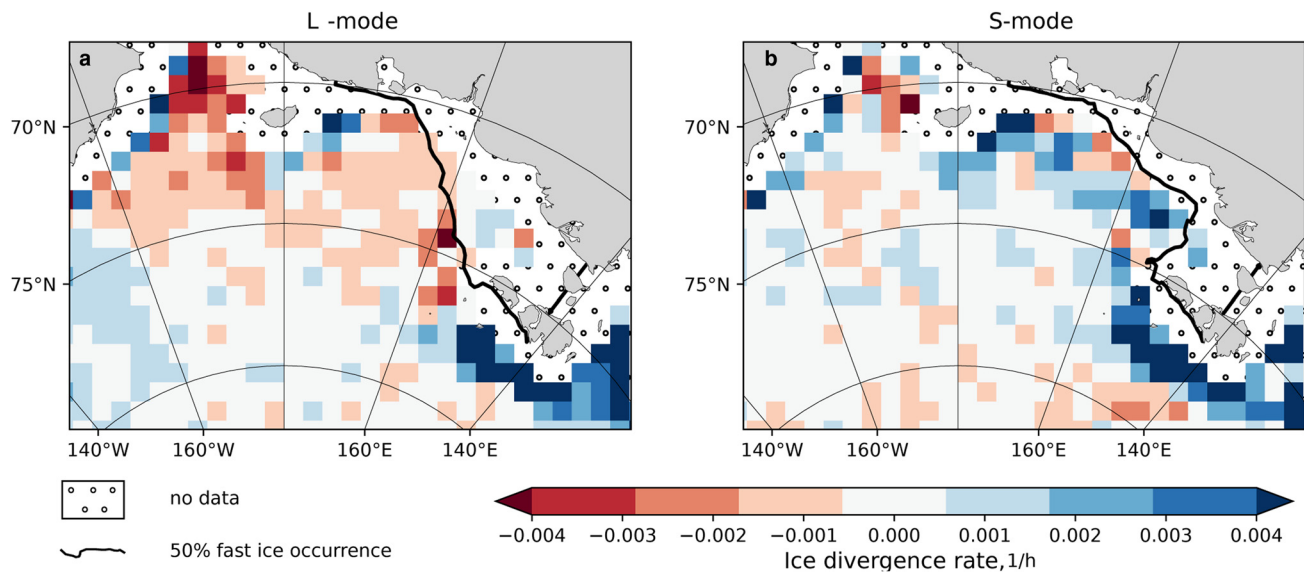 L -mode
S-mode
a
b
70°N
75°N
70°N
75°N
140°W 160°W 160°E 140°E
140°W 160°W 160°E 140°E
no data
50% fast ice occurrence
−0.004 −0.003 −0.002 −0.001 0.000 0.001 0.002 0.003 0.004
Ice divergence rate, 1/h